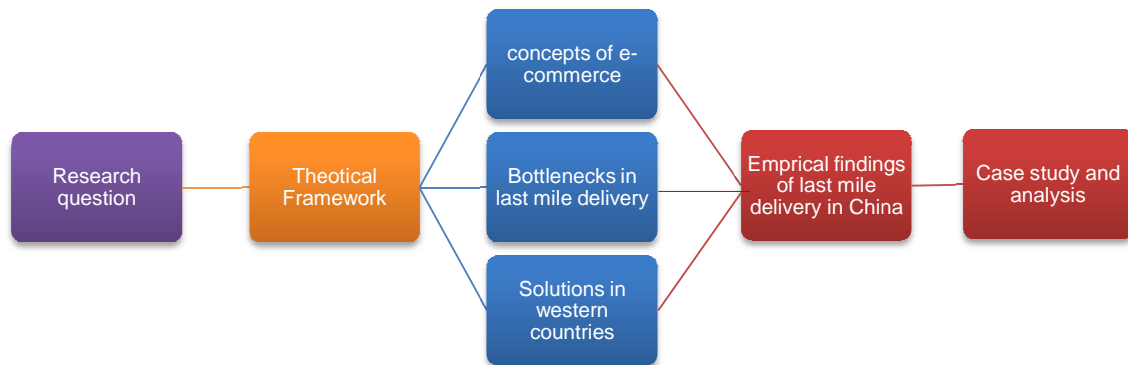 Research
question
Theotical
Framework
concepts of e-
commerce
Bottlenecks in
last mile delivery
Solutions in
western
countries
Emprical findings
of last mile
delivery in China
Case study and
analysis